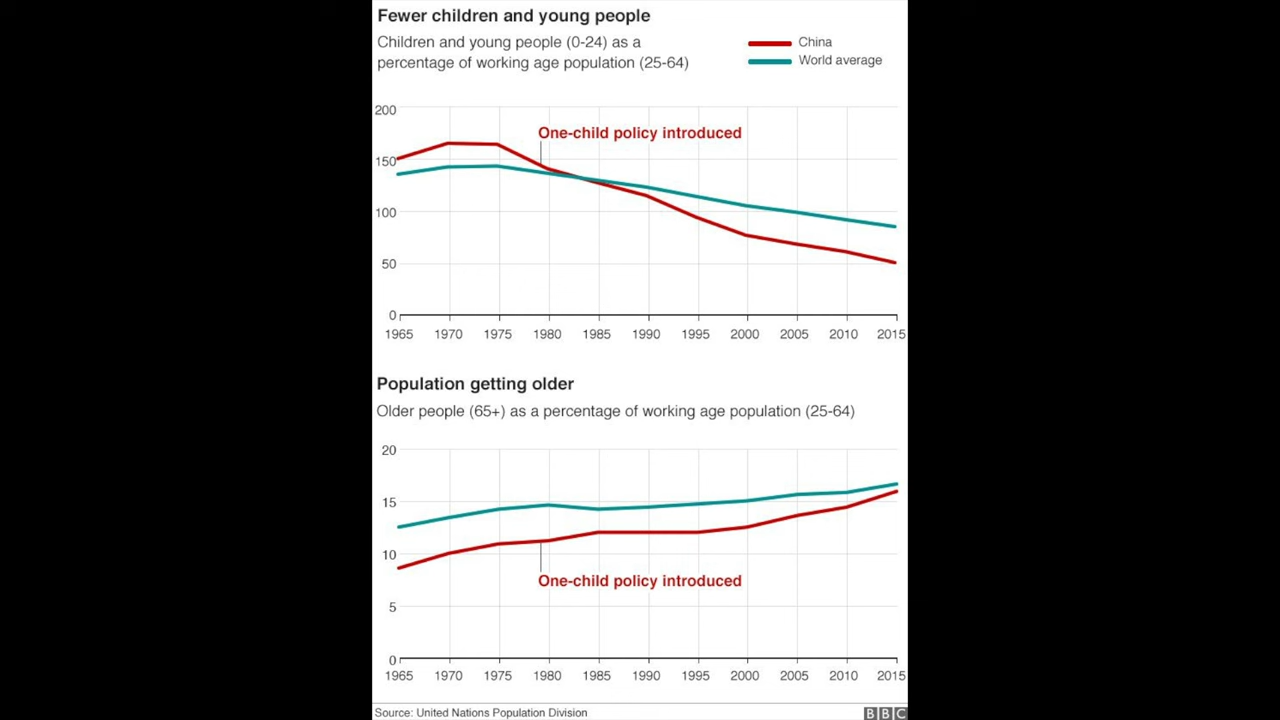 Fewer children and young people
Children and young people (0-24) as a
percentage of working age population (25-64)
China
World average
200
One-child policy introduced
150
100
50
0
1965 1970 1975 1980 1985 1990 1995 2000 2005 2010 2015
Population getting older
Older people (65+) as a percentage of working age population (25-64)
20
15
10
One-child policy introduced
5
0
1965 1970 1975 1980 1985 1990 1995 2000 2005 2010 2015
Source: United Nations Population Division
BBC